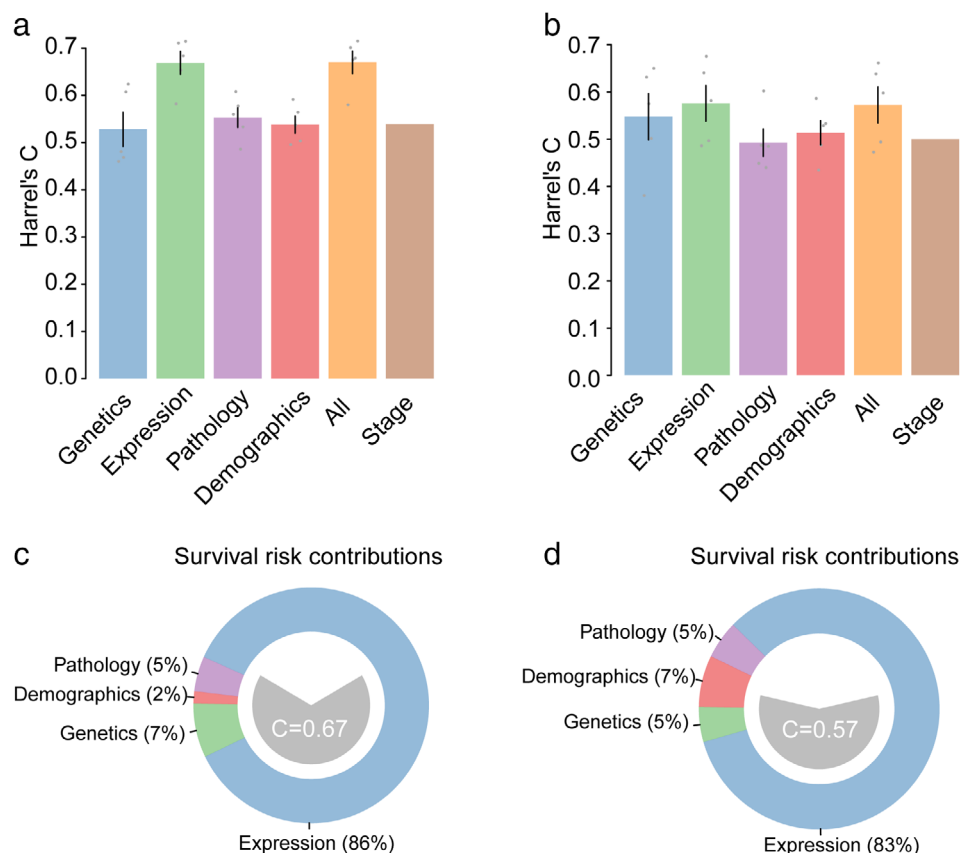 a
0.7
0.6
0.5
0.4
0.3
0.2
0.1
0.0
Harrel's C
Genetics
Expression
Pathology
Demographics
All
Stage
b
0.7
0.6
0.5
0.4
0.3
0.2
0.1
0.0
Harrel's C
Genetics
Expression
Pathology
Demographics
All
Stage
c
Survival risk contributions
Pathology (5%)
Demographics (2%)
Genetics (7%)
C=0.67
Expression (86%)
d
Survival risk contributions
Pathology (5%)
Demographics (7%)
Genetics (5%)
C=0.57
Expression (83%)